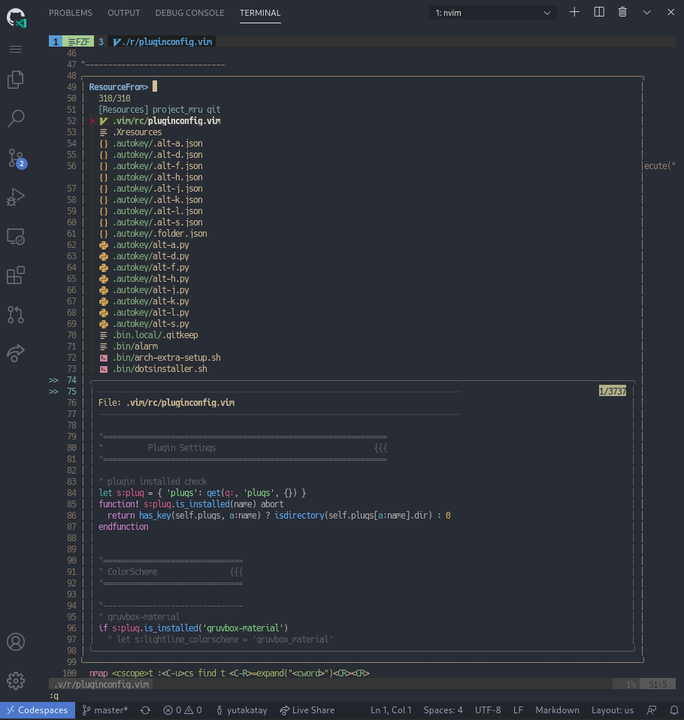 PROBLEMS OUTPUT DEBUG CONSOLE TERMINAL 1: nvim
1 FZF 3 ./r/pluginconfig.vim
46
47 "------------------------------
48
49 ResourceFrom>
50 310/310
51 [Resources] project_mru git
52 > .vim/rc/pluginconfig.vim
53 .Xresources
54 {} .autokey/.alt-a.json
55 {} .autokey/.alt-d.json
56 {} .autokey/.alt-f.json ecute("
{} .autokey/.alt-h.json
57 {} .autokey/.alt-j.json
58 {} .autokey/.alt-k.json
59 {} .autokey/.alt-l.json
60 {} .autokey/.alt-s.json
61 {} .autokey/.folder.json
62 .autokey/alt-a.py
63 .autokey/alt-d.py
64 .autokey/alt-f.py
65 .autokey/alt-h.py
66 .autokey/alt-j.py
67 .autokey/alt-k.py
68 .autokey/alt-l.py
69 .autokey/alt-s.py
70 .bin.local/.gitkeep
71 .bin/alarm
72 .bin/arch-extra-setup.sh
73 .bin/dotsinstaller.sh
>> 74
>> 75 1/3737
76 File: .vim/rc/pluginconfig.vim
77
78
79 "==============================================================
80 " Plugin Settings {{{
81 "==============================================================
82
83 " plugin installed check
84 let s:plug = { 'plugs': get(g:, 'plugs', {}) }
85 function! s:plug.is_installed(name) abort
86 return has_key(self.plugs, a:name) ? isdirectory(self.plugs[a:name].dir) : 0
87 endfunction
88
89
90 "==============================
91 " ColorScheme {{{
92 "==============================
93
94 "------------------------------
95 " gruvbox-material
96 if s:plug.is_installed('gruvbox-material')
97 " let s:lightline_colorscheme = 'gruvbox_material'
98
99
100 nmap <cscope>t :<C-u>cs find t <C-R>=expand("<cword>")<CR><CR>
.v/r/pluginconfig.vim 1% 51:5
:q
Codespaces master* 0 0 yutakatay Live Share Ln 1, Col 1 Spaces: 4 UTF-8 LF Markdown Layout: us
2